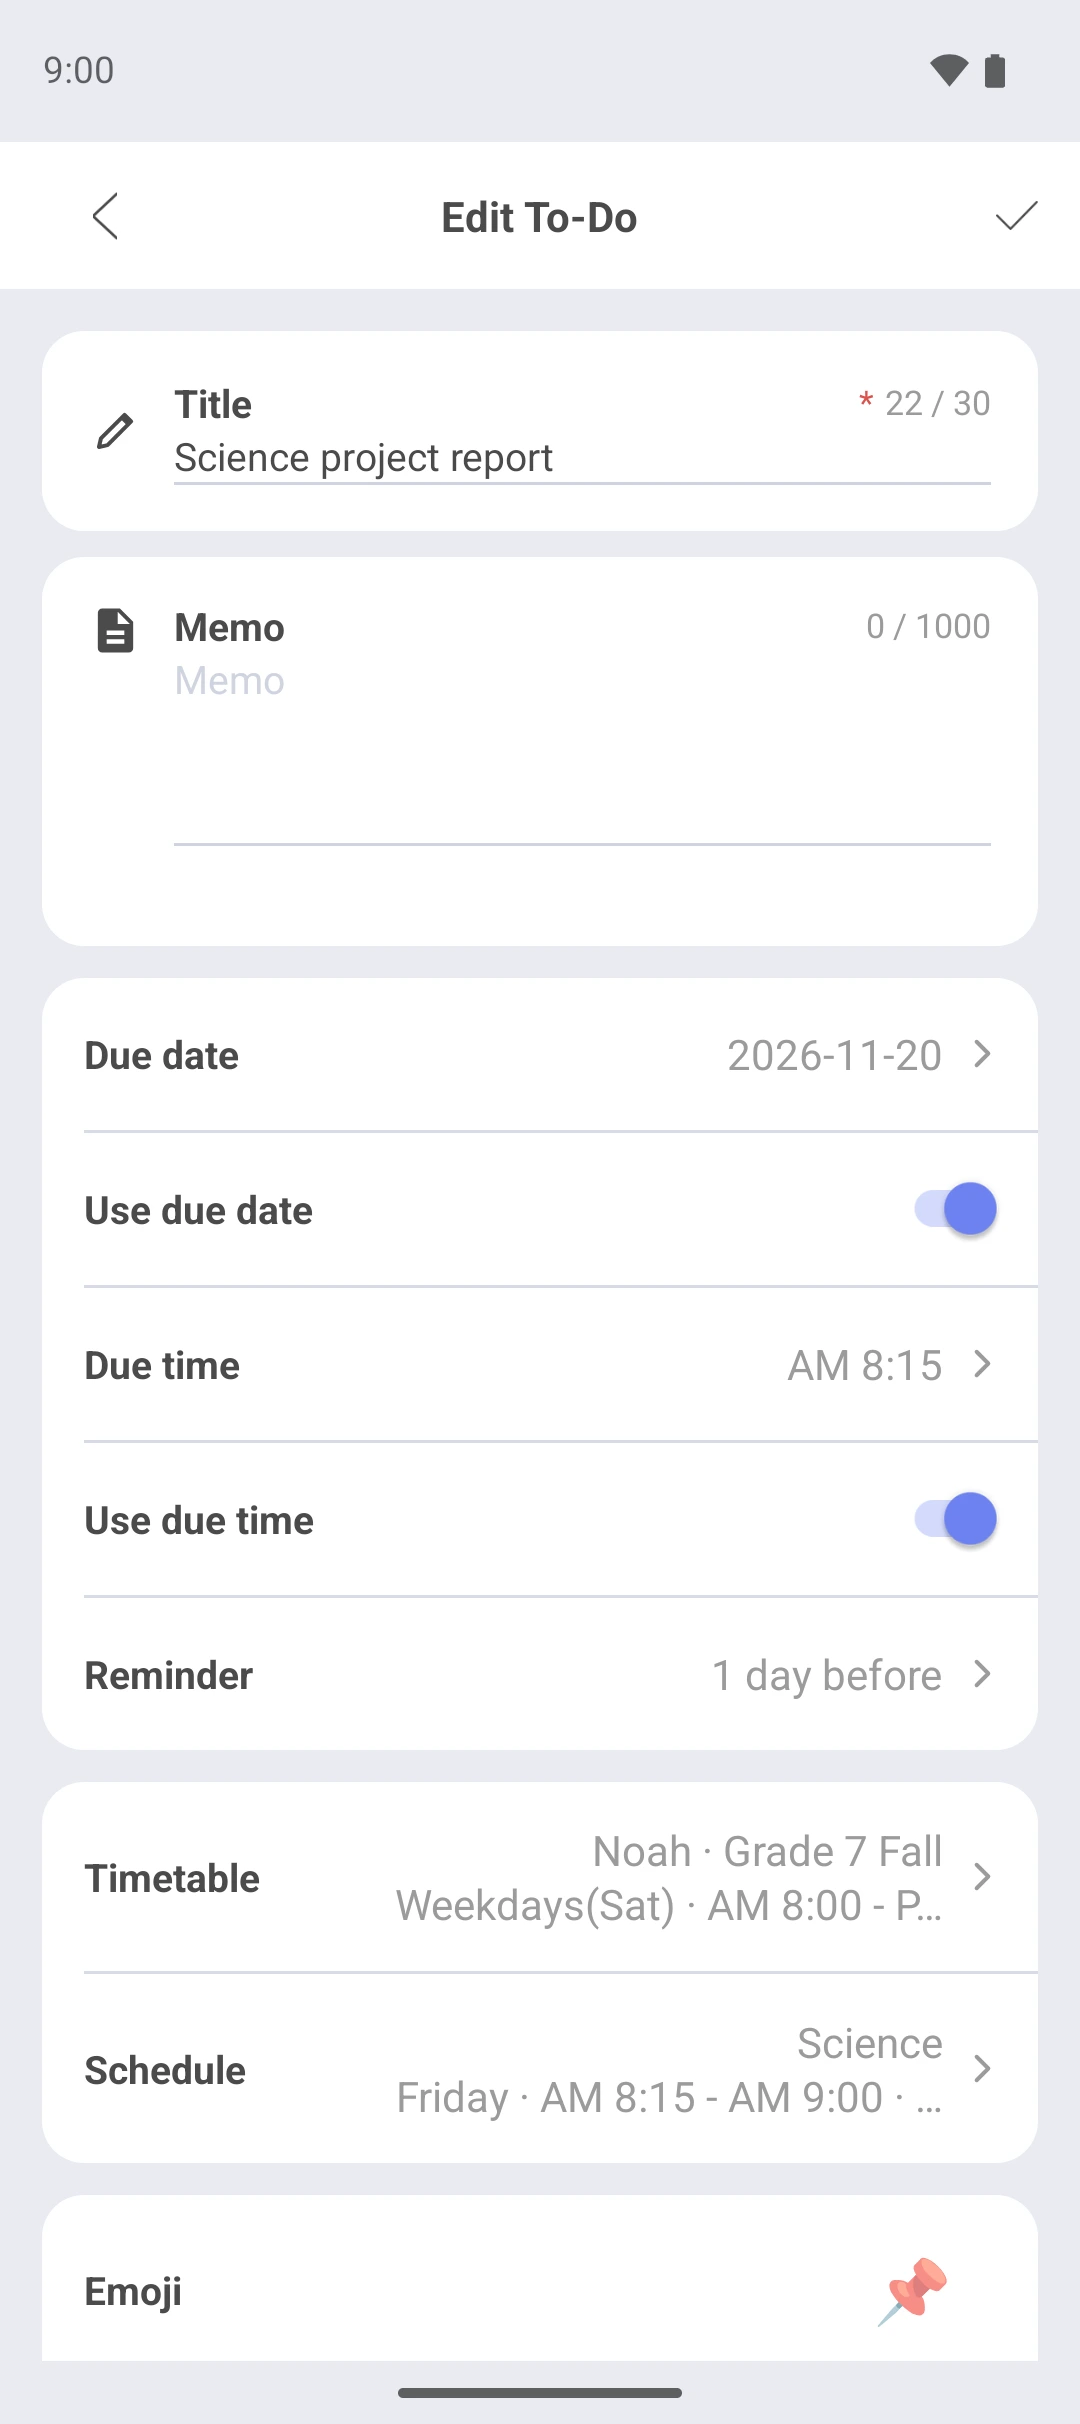 9:00
Edit To-Do
Title
* 22 / 30
Science project report
Memo
0 / 1000
Memo
Due date
2026-11-20
Use due date
Due time
AM 8:15
Use due time
Reminder
1 day before
Timetable
Noah · Grade 7 Fall
Weekdays(Sat) · AM 8:00 - P...
Schedule
Science
Friday · AM 8:15 - AM 9:00 · ...
Emoji